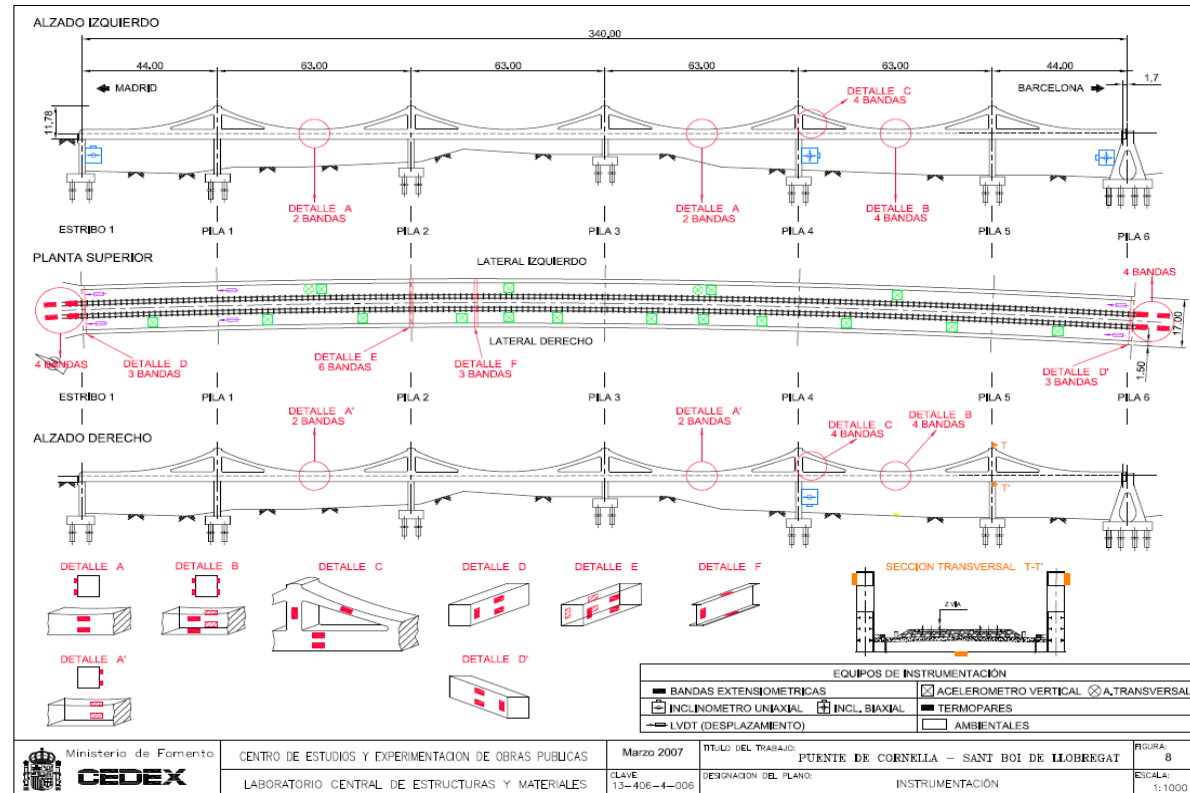 ALZADO IZQUIERDO
340.00
44.00
63.00
63.00
63.00
63.00
44.00
1,7
MADRID
BARCELONA
11,78
DETALLE C
4 BANDAS
DETALLE A
2 BANDAS
DETALLE A
2 BANDAS
DETALLE B
4 BANDAS
ESTRIBO 1
PILA 1
PILA 2
PILA 3
PILA 4
PILA 5
PILA 6
PLANTA SUPERIOR
LATERAL IZQUIERDO
4 BANDAS
17.00
1.50
LATERAL DERECHO
4 BANDAS
DETALLE D
3 BANDAS
DETALLE E
6 BANDAS
DETALLE F
3 BANDAS
DETALLE D'
3 BANDAS
ESTRIBO 1
PILA 1
PILA 2
PILA 3
PILA 4
PILA 5
PILA 6
ALZADO DERECHO
DETALLE A'
2 BANDAS
DETALLE A'
2 BANDAS
DETALLE C
4 BANDAS
DETALLE B
4 BANDAS
T
T'
DETALLE A
DETALLE B
DETALLE C
DETALLE D
DETALLE E
DETALLE F
SECCION TRANSVERSAL T-T'
Z VÍA
DETALLE A'
DETALLE D'
EQUIPOS DE INSTRUMENTACIÓN
BANDAS EXTENSIOMETRICAS
ACELEROMETRO VERTICAL
A.TRANSVERSAL
INCLINOMETRO UNIAXIAL
INCL. BIAXIAL
TERMOPARES
LVDT (DESPLAZAMIENTO)
AMBIENTALES
Ministerio de Fomento
CEDEX
CENTRO DE ESTUDIOS Y EXPERIMENTACION DE OBRAS PUBLICAS
LABORATORIO CENTRAL DE ESTRUCTURAS Y MATERIALES
Marzo 2007
CLAVE:
13-406-4-006
TITULO DEL TRABAJO:
PUENTE DE CORNELLA - SANT BOI DE LLOBREGAT
DESIGNACION DEL PLANO:
INSTRUMENTACIÓN
FIGURA:
8
ESCALA:
1:1000